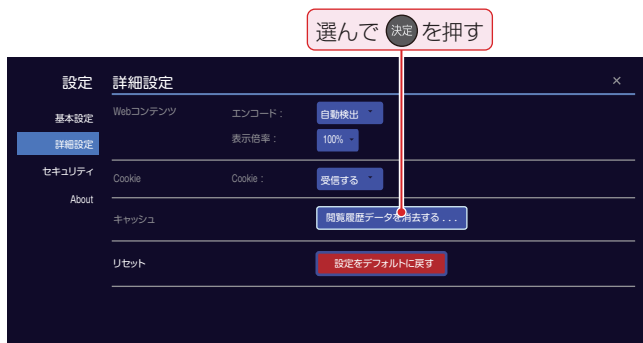 選んで 決定 を押す
設定 詳細設定 ×
基本設定 Webコンテンツ エンコード： 自動検出
詳細設定 表示倍率： 100%
セキュリティ Cookie Cookie： 受信する
About
キャッシュ 閲覧履歴データを消去する...
リセット 設定をデフォルトに戻す